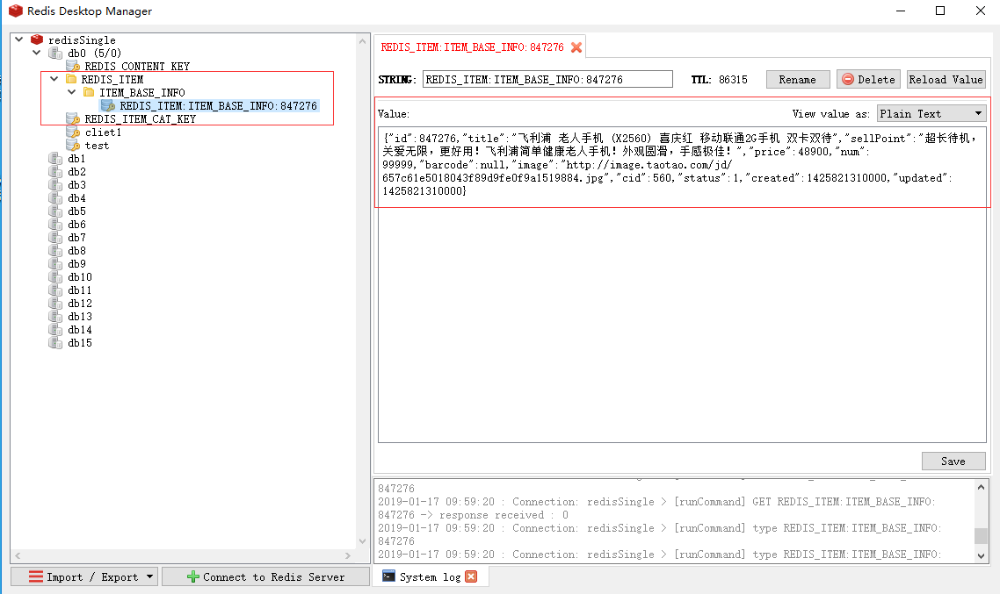 Redis Desktop Manager
redisSingle
db0 (5/0)
REDIS_CONTENT_KEY
REDIS_ITEM
ITEM_BASE_INFO
REDIS_ITEM:ITEM_BASE_INFO:847276
REDIS_ITEM_CAT_KEY
cliet1
test
db1
db2
db3
db4
db5
db6
db7
db8
db9
db10
db11
db12
db13
db14
db15
Import / Export
Connect to Redis Server
REDIS_ITEM:ITEM_BASE_INFO:847276
STRING: REDIS_ITEM:ITEM_BASE_INFO:847276 TTL: 86315 Rename Delete Reload Value
Value: View value as: Plain Text
{"id":847276,"title":"飞利浦 老人手机 (X2560) 喜庆红 移动联通2G手机 双卡双待","sellPoint":"超长待机,
关爱无限，更好用！飞利浦简单健康老人手机！外观圆滑，手感极佳！","price":48900,"num":
99999,"barcode":null,"image":"http://image.taotao.com/jd/
657c61e5018043f89d9fe0f9a1519884.jpg","cid":560,"status":1,"created":1425821310000,"updated":
1425821310000}
Save
847276
2019-01-17 09:59:20 : Connection: redisSingle > [runCommand] GET REDIS_ITEM:ITEM_BASE_INFO:
847276 -> response received : 0
2019-01-17 09:59:20 : Connection: redisSingle > [runCommand] type REDIS_ITEM:ITEM_BASE_INFO:
847276
2019-01-17 09:59:20 : Connection: redisSingle > [runCommand] type REDIS_ITEM:ITEM_BASE_INFO:
System log